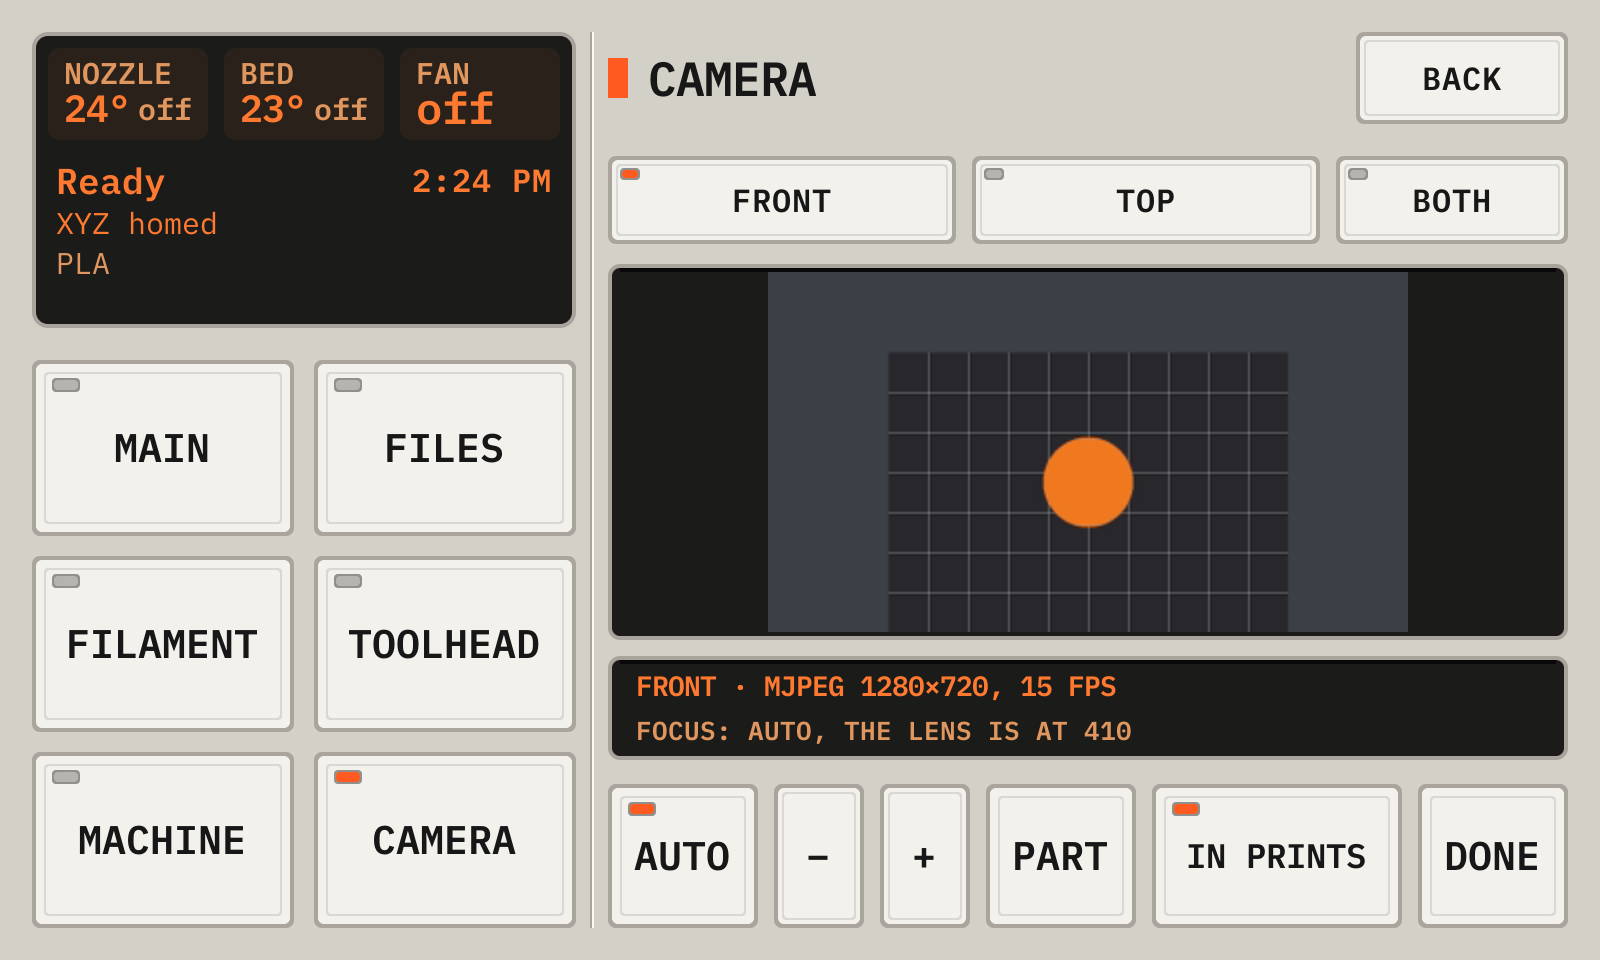 NOZZLE
24° off
BED
23° off
FAN
off
Ready
2:24 PM
XYZ homed
PLA
MAIN
FILES
FILAMENT
TOOLHEAD
MACHINE
CAMERA
CAMERA
BACK
FRONT
TOP
BOTH
FRONT · MJPEG 1280×720, 15 FPS
FOCUS: AUTO, THE LENS IS AT 410
AUTO
−
+
PART
IN PRINTS
DONE